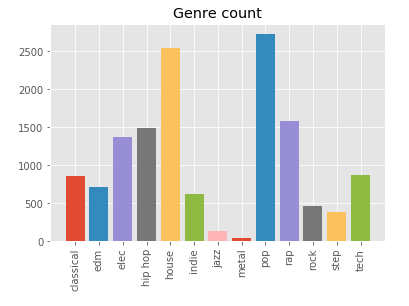 Genre count
2500
2000
1500
1000
500
0
classical
edm
elec
hip hop
house
indie
jazz
metal
pop
rap
rock
step
tech